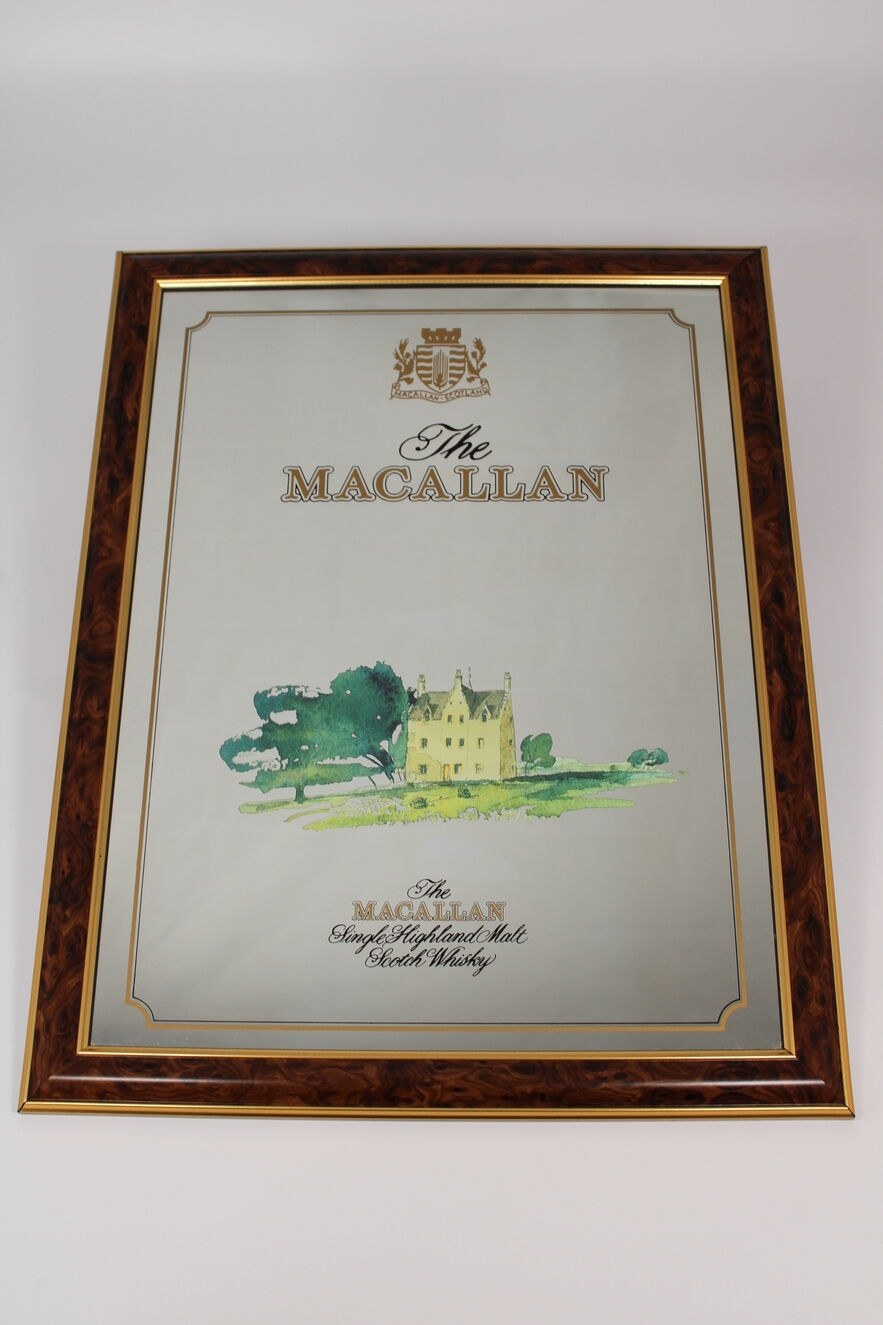 MACALLAN · SCOTLAND
The
MACALLAN
The
MACALLAN
Single Highland Malt
Scotch Whisky